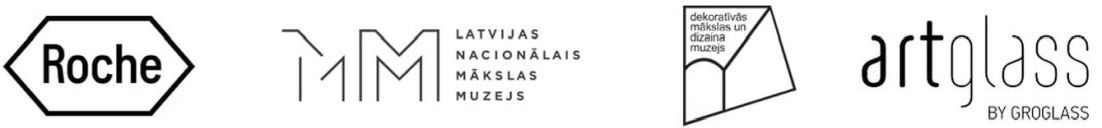 Roche
LATVIJAS
NACIONĀLAIS
MĀKSLAS
MUZEJS
dekoratīvās
mākslas un
dizaina
muzejs
artglass
BY GROGLASS